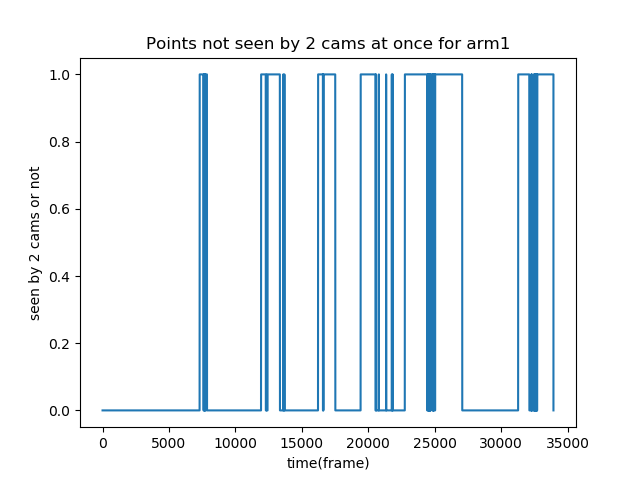 Points not seen by 2 cams at once for arm1
1.0
0.8
0.6
0.4
0.2
0.0
seen by 2 cams or not
0 5000 10000 15000 20000 25000 30000 35000
time(frame)